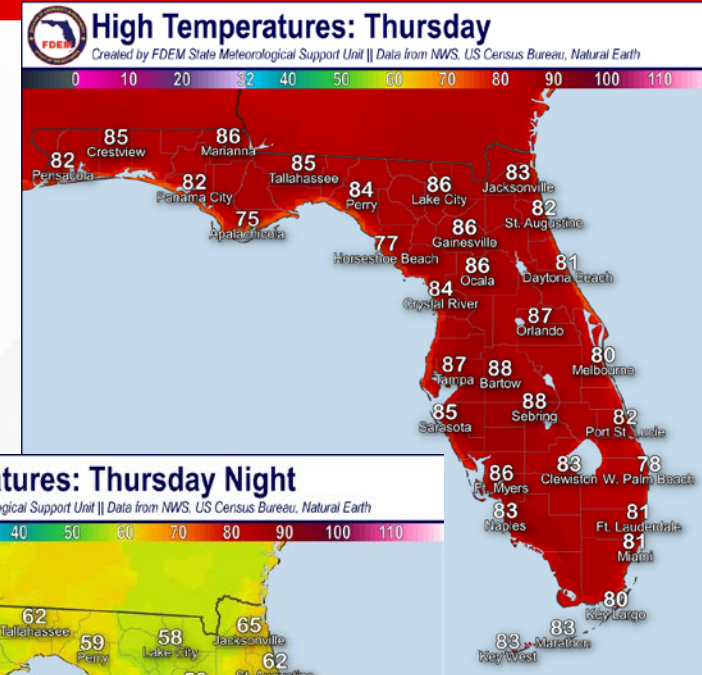 FDEM
High Temperatures: Thursday
Created by FDEM State Meteorological Support Unit || Data from NWS, US Census Bureau, Natural Earth
0 10 20 32 40 50 60 70 80 90 100 110
85
Crestview
86
Marianna
82
Pensacola
85
Tallahassee
82
Panama City
84
Perry
86
Lake City
83
Jacksonville
75
Apalachicola
82
St. Augustine
86
Gainesville
77
Horseshoe Beach
86
Ocala
81
Daytona Beach
84
Crystal River
87
Orlando
80
Melbourne
87
Tampa
88
Bartow
88
Sebring
85
Sarasota
82
Port St. Lucie
86
Ft. Myers
83
Clewiston
78
W. Palm Beach
83
Naples
81
Ft. Lauderdale
81
Miami
80
Key Largo
83
Marathon
83
Key West
atures: Thursday Night
ogical Support Unit || Data from NWS, US Census Bureau, Natural Earth
40 50 60 70 80 90 100 110
62
Tallahassee
59
Perry
58
Lake City
65
Jacksonville
62